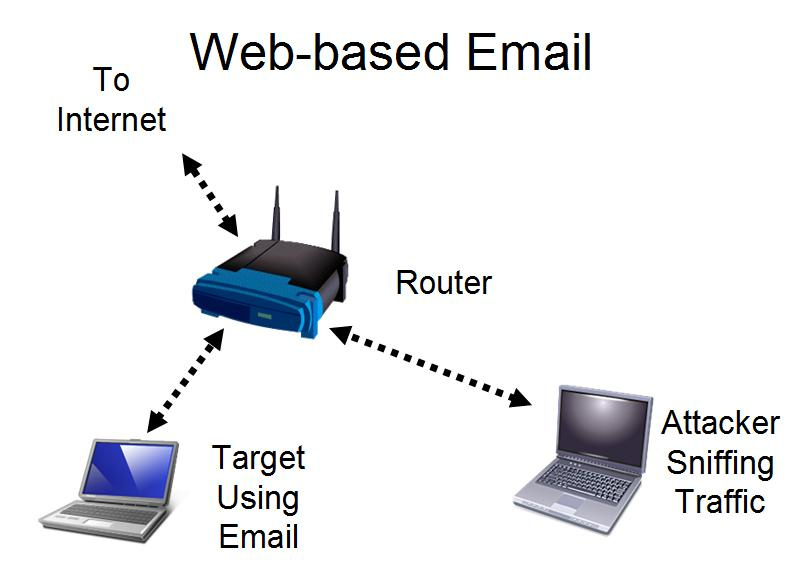 Web-based Email
To
Internet
Router
Target
Using
Email
Attacker
Sniffing
Traffic